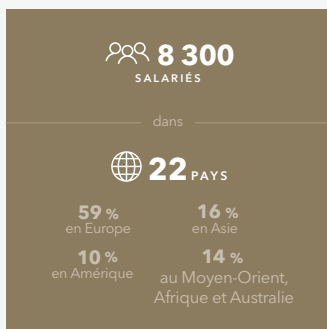 8 300
SALARIÉS
dans
22 PAYS
59 %
en Europe
16 %
en Asie
10 %
en Amérique
14 %
au Moyen-Orient,
Afrique et Australie